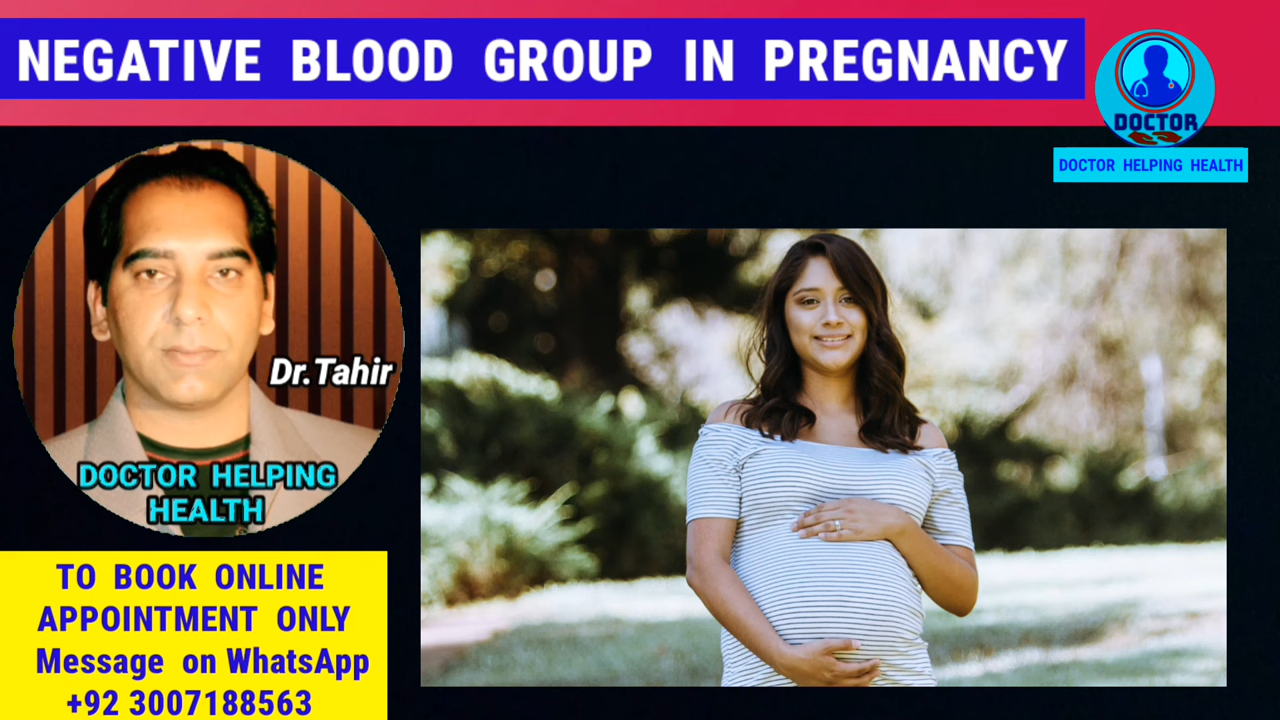 NEGATIVE BLOOD GROUP IN PREGNANCY
DOCTOR
DOCTOR HELPING HEALTH
Dr.Tahir
DOCTOR HELPING
HEALTH
TO BOOK ONLINE
APPOINTMENT ONLY
Message on WhatsApp
+92 3007188563